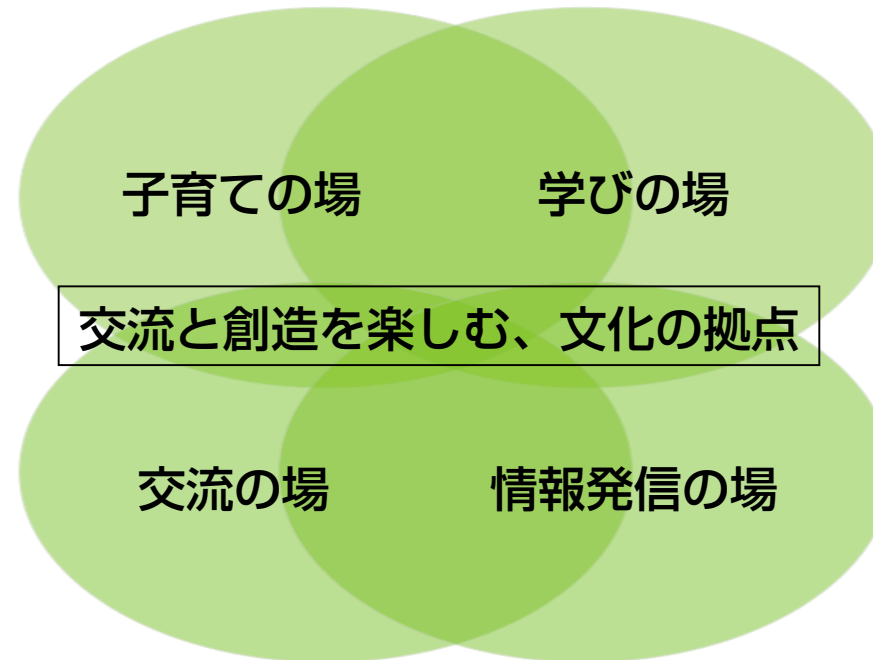 子育ての場
学びの場
交流と創造を楽しむ、文化の拠点
交流の場
情報発信の場